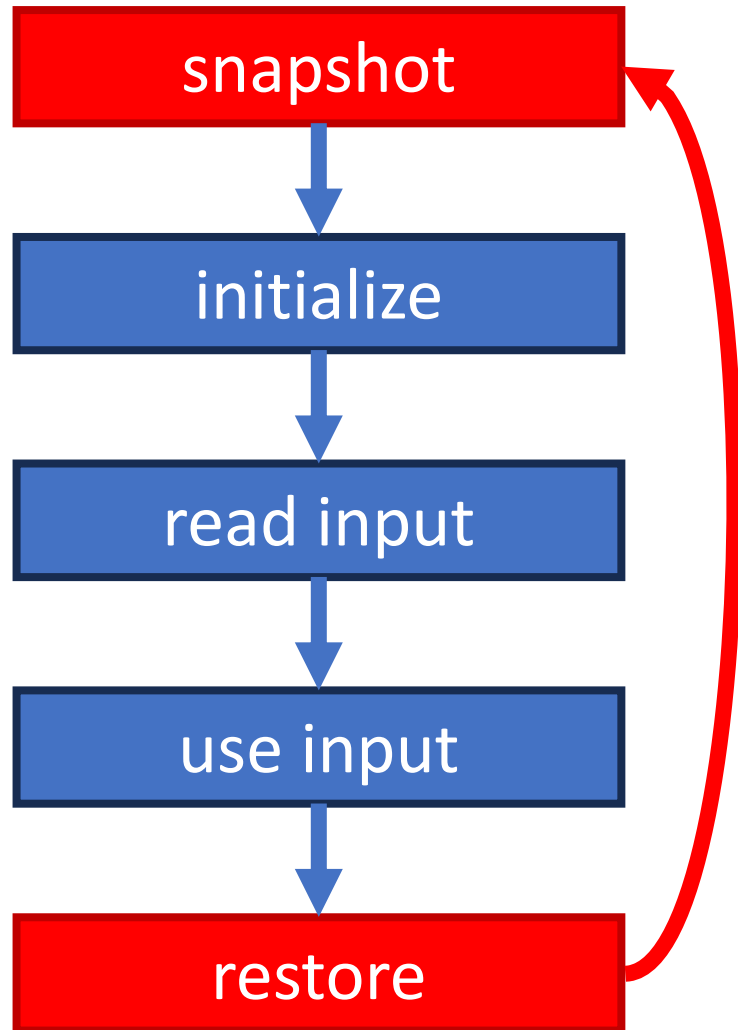 snapshot
initialize
read input
use input
restore